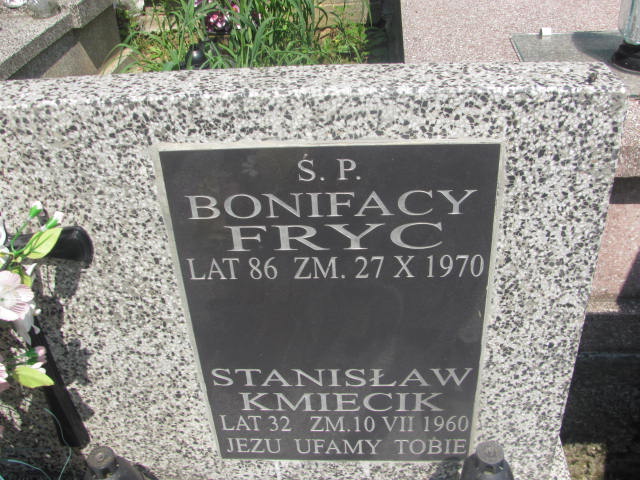 Ś. P.
BONIFACY
FRYC
LAT 86 ZM. 27 X 1970
STANISŁAW
KMIECIK
LAT 32 ZM.10 VII 1960
JEZU UFAMY TOBIE